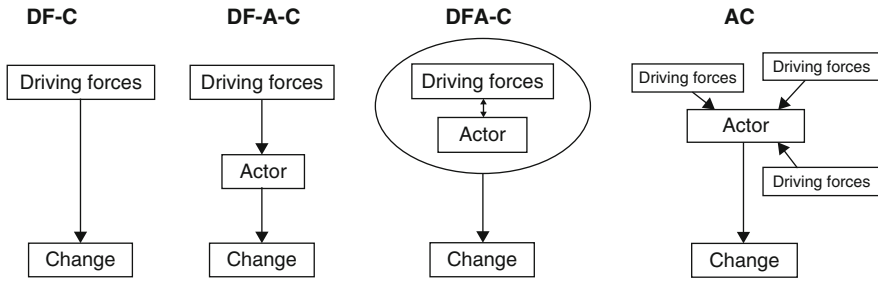 DF-C
DF-A-C
DFA-C
AC
Driving forces
Change
Driving forces
Actor
Change
Driving forces
Actor
Change
Driving forces
Driving forces
Actor
Driving forces
Change